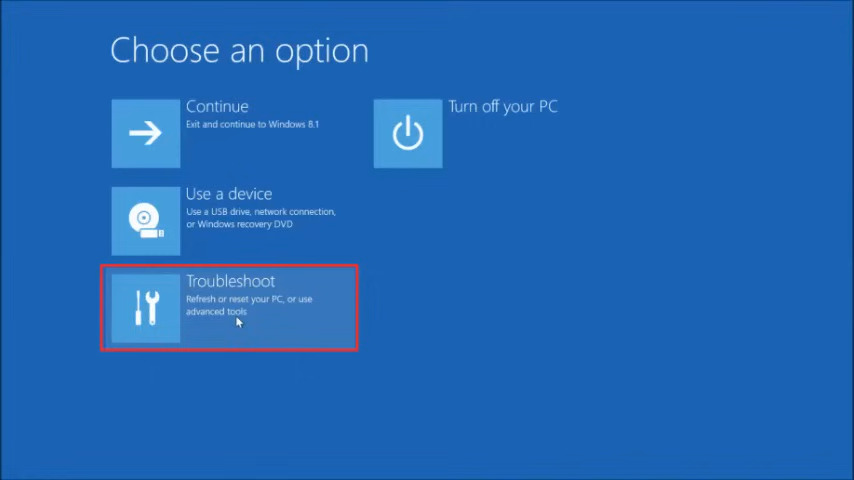 Choose an option
Continue
Exit and continue to Windows 8.1
Turn off your PC
Use a device
Use a USB drive, network connection,
or Windows recovery DVD
Troubleshoot
Refresh or reset your PC, or use
advanced tools